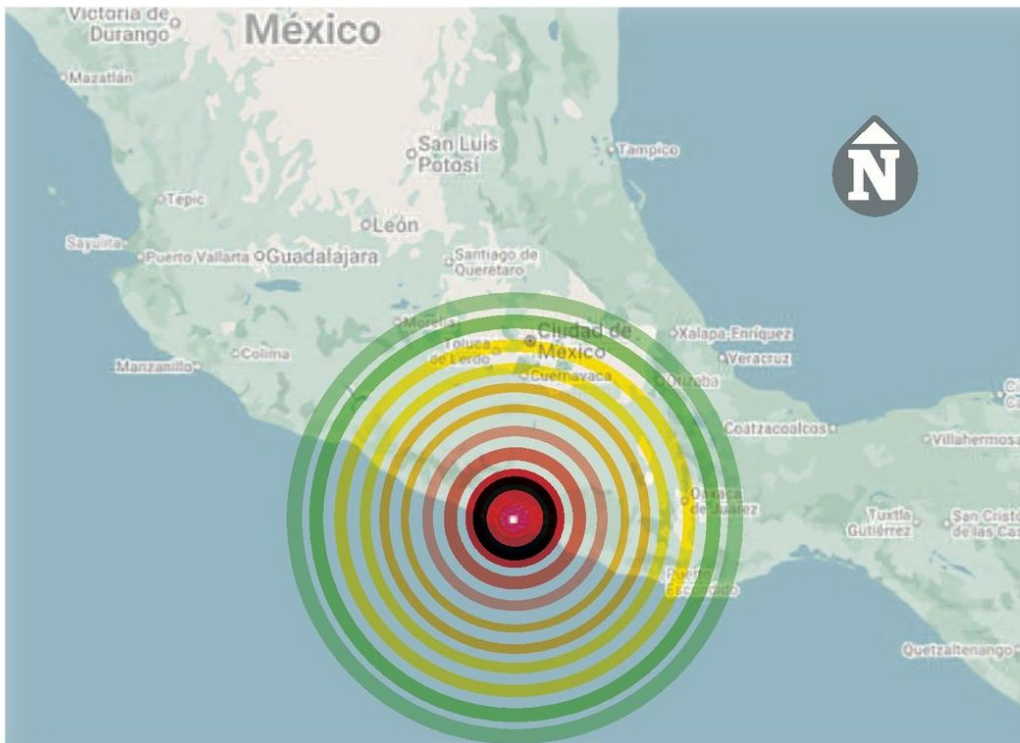 Victoria de
Durango
México
Mazatlán
San Luis
Potosí
Tampico
N
Tepic
León
Sayulita
Puerto Vallarta
Guadalajara
Santiago de
Querétaro
Morelia
Ciudad de
México
Xalapa-Enríquez
Toluca
de Lerdo
Colima
Veracruz
Manzanillo
Cuernavaca
Orizaba
Coatzacoalcos
Villahermosa
Oaxaca
de Juárez
Tuxtla
Gutiérrez
San Crist
de las Cas
Puerto
Escondido
Quetzaltenango